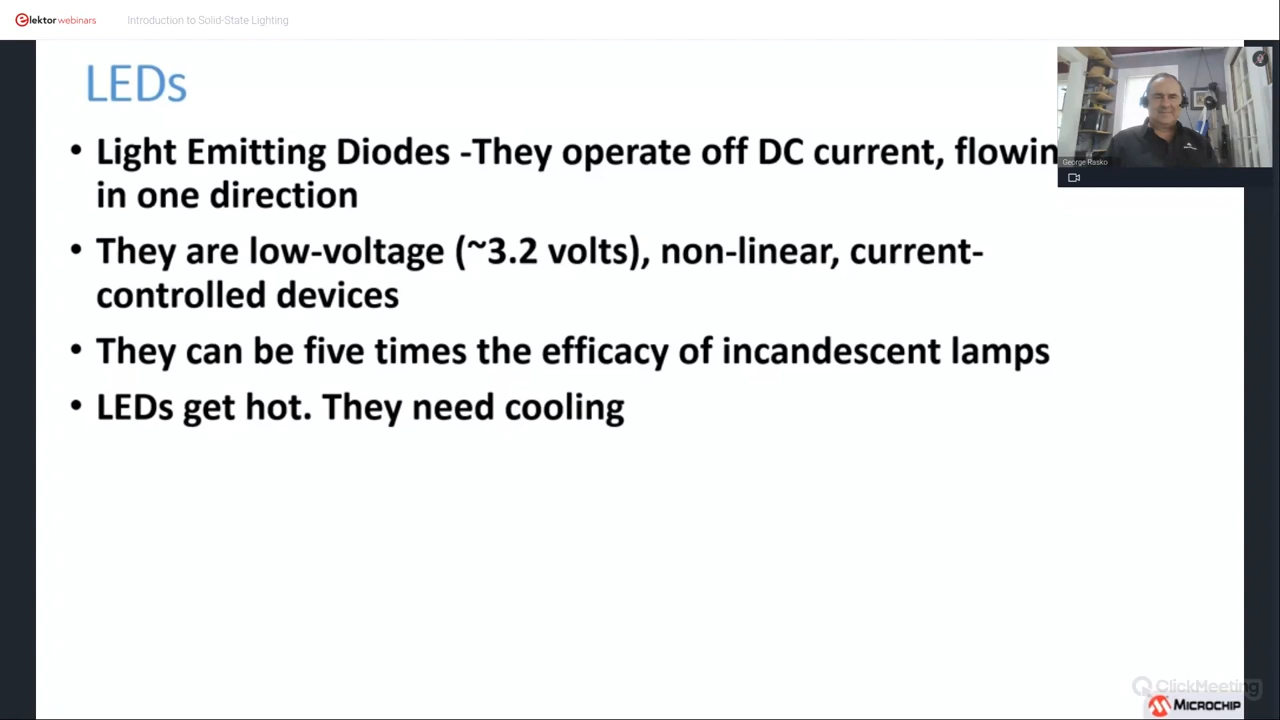 elektor webinars
Introduction to Solid-State Lighting
LEDs
• Light Emitting Diodes -They operate off DC current, flowin
in one direction
• They are low-voltage (~3.2 volts), non-linear, current-
controlled devices
• They can be five times the efficacy of incandescent lamps
• LEDs get hot. They need cooling
George Rasko
ClickMeeting
MICROCHIP